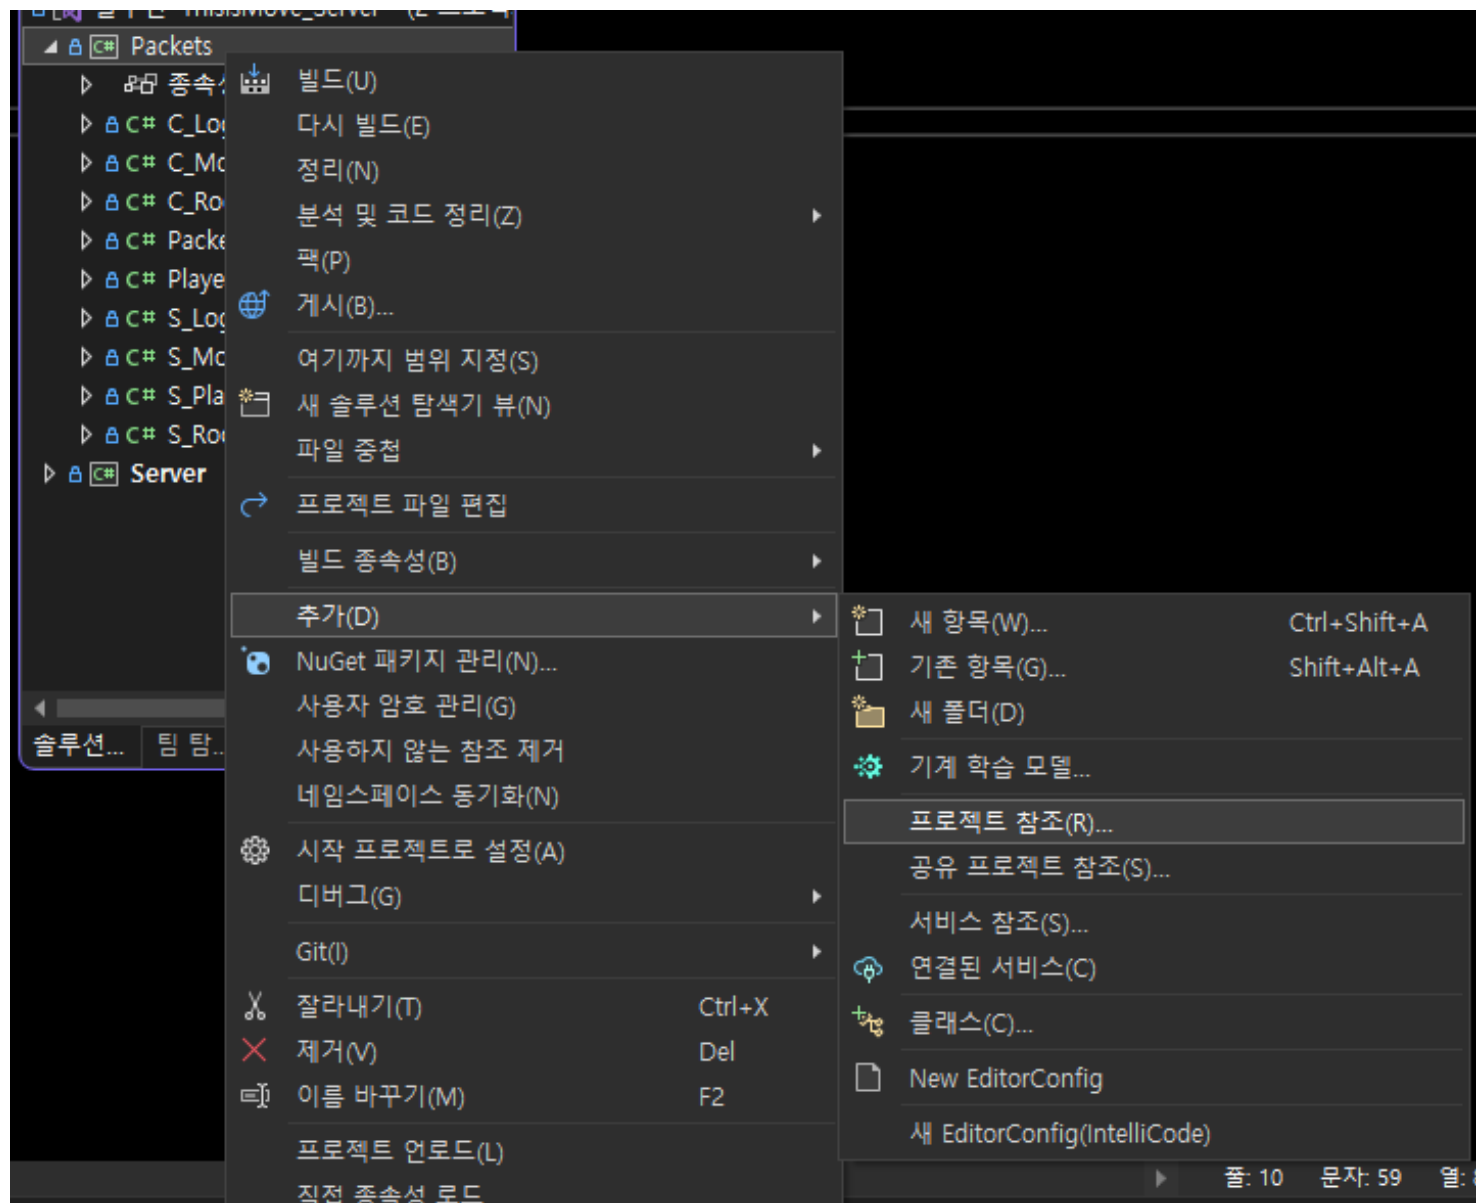 Packets
종속
C_Log
C_Mo
C_Ro
Packe
Playe
S_Log
S_Mo
S_Pla
S_Roo
Server
솔루션...
팀 탐...
빌드(U)
다시 빌드(E)
정리(N)
분석 및 코드 정리(Z)
팩(P)
게시(B)...
여기까지 범위 지정(S)
새 솔루션 탐색기 뷰(N)
파일 중첩
프로젝트 파일 편집
빌드 종속성(B)
추가(D)
NuGet 패키지 관리(N)...
사용자 암호 관리(G)
사용하지 않는 참조 제거
네임스페이스 동기화(N)
시작 프로젝트로 설정(A)
디버그(G)
Git(I)
잘라내기(T) Ctrl+X
제거(V) Del
이름 바꾸기(M) F2
프로젝트 언로드(L)
직접 종속성 로드
새 항목(W)... Ctrl+Shift+A
기존 항목(G)... Shift+Alt+A
새 폴더(D)
기계 학습 모델...
프로젝트 참조(R)...
공유 프로젝트 참조(S)...
서비스 참조(S)...
연결된 서비스(C)
클래스(C)...
New EditorConfig
새 EditorConfig(IntelliCode)
줄: 10 문자: 59 열: